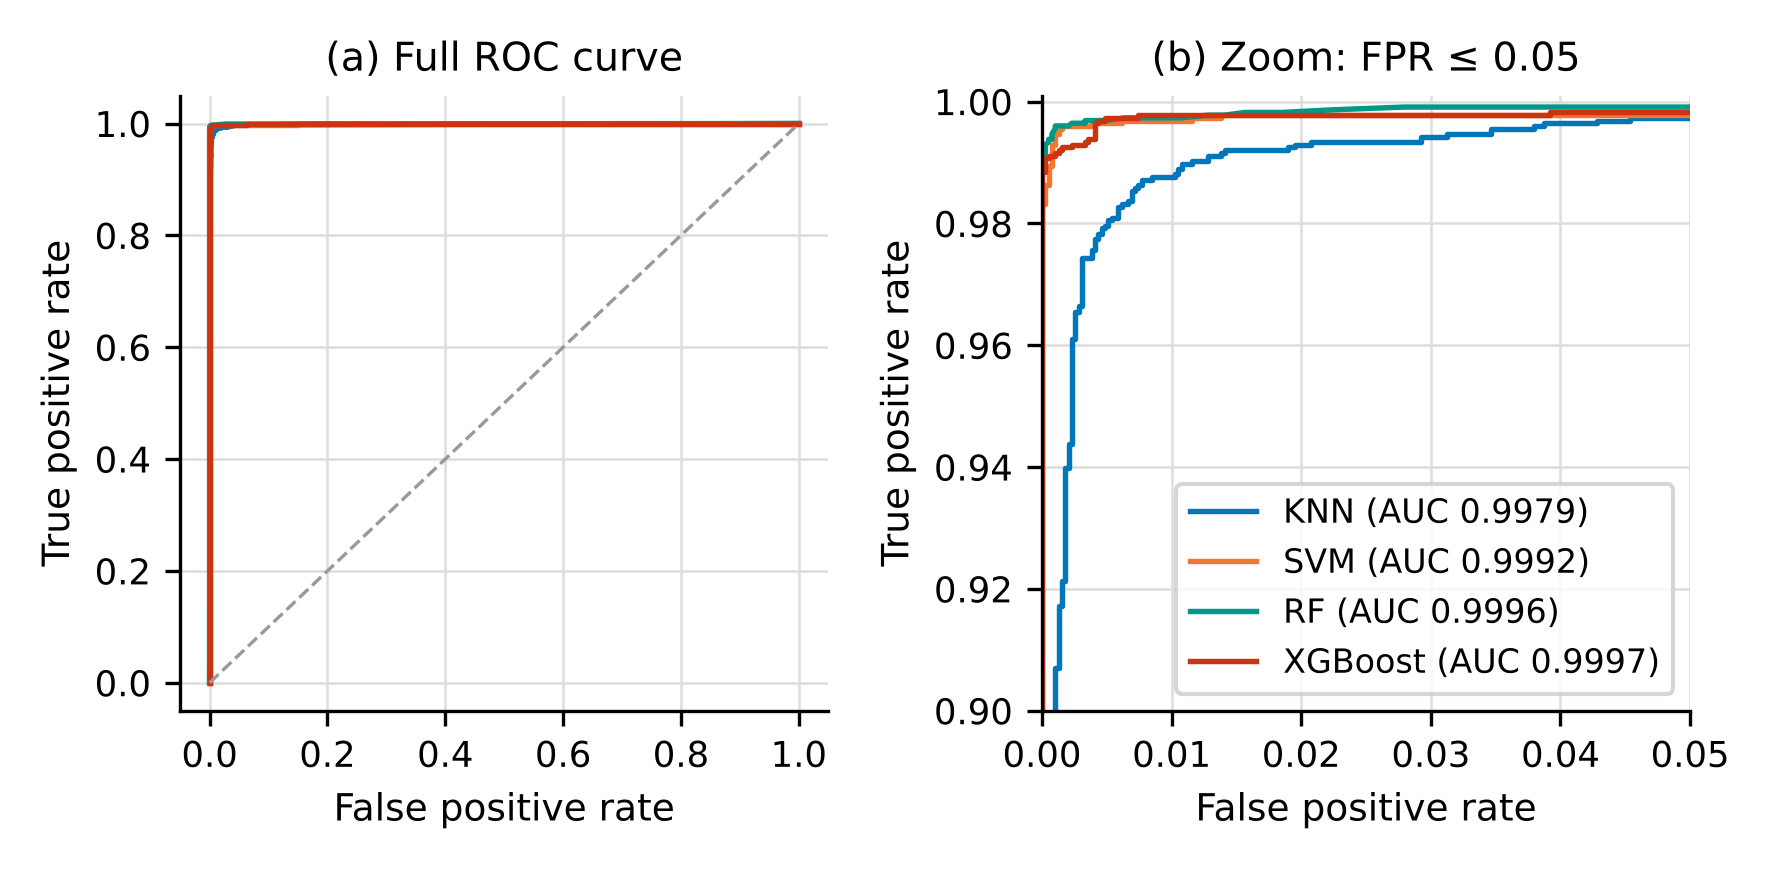 (a) Full ROC curve
1.0
0.8
0.6
0.4
0.2
0.0
True positive rate
0.0 0.2 0.4 0.6 0.8 1.0
False positive rate
(b) Zoom: FPR ≤ 0.05
1.00
0.98
0.96
0.94
0.92
0.90
True positive rate
KNN (AUC 0.9979)
SVM (AUC 0.9992)
RF (AUC 0.9996)
XGBoost (AUC 0.9997)
0.00 0.01 0.02 0.03 0.04 0.05
False positive rate